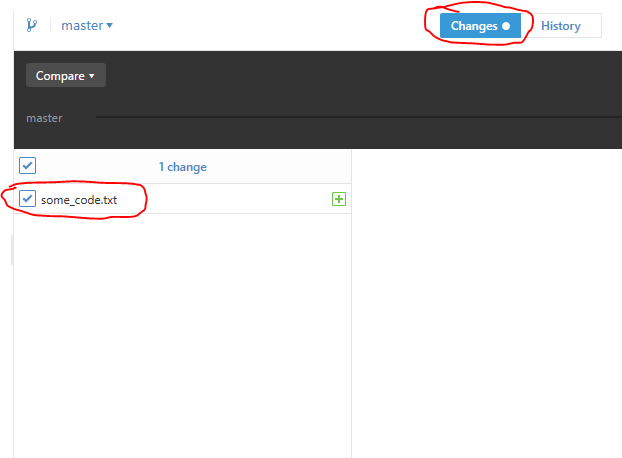 master
Changes
History
Compare
master
1 change
some_code.txt